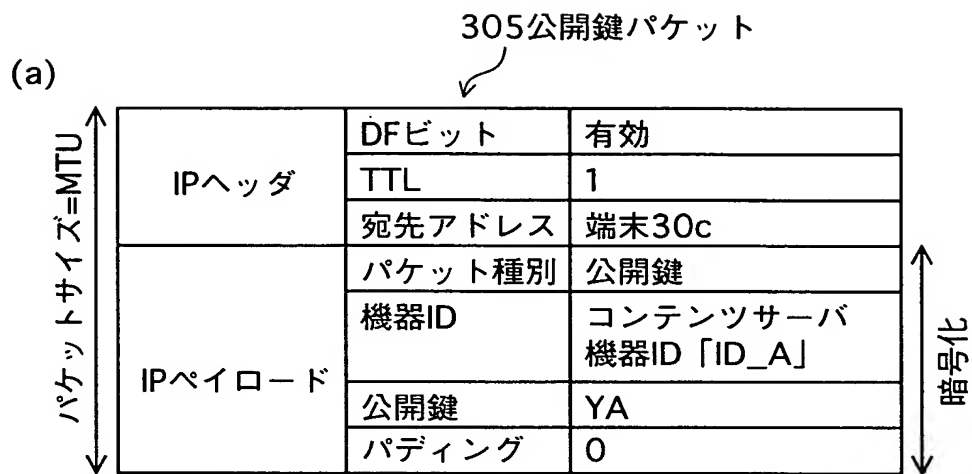 305公開鍵パケット
(a)
パケットサイズ=MTU
IPヘッダ
DFビット
有効
TTL
1
宛先アドレス
端末30c
IPペイロード
パケット種別
公開鍵
機器ID
コンテンツサーバ
機器ID「ID_A」
公開鍵
YA
パディング
0
暗号化